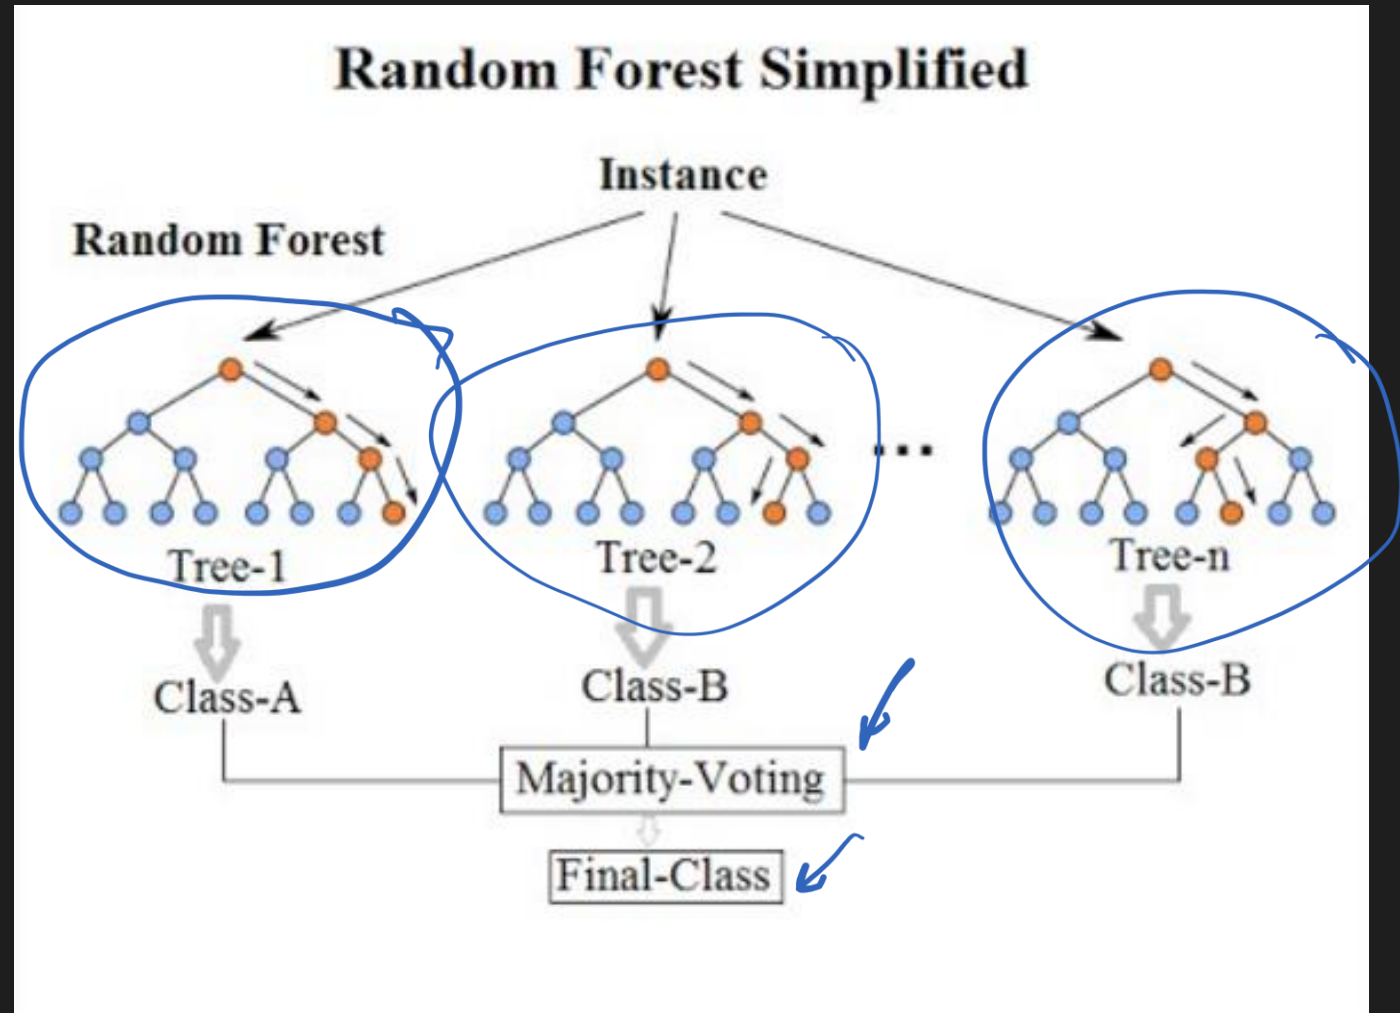 Random Forest Simplified
Instance
Random Forest
...
Tree-1
Tree-2
Tree-n
Class-A
Class-B
Class-B
Majority-Voting
Final-Class